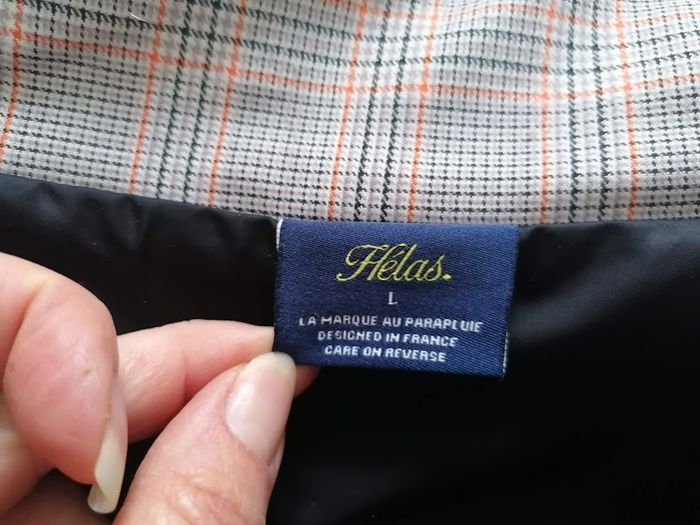 Hélas.
L
LA MARQUE AU PARAPLUIE
DESIGNED IN FRANCE
CARE ON REVERSE